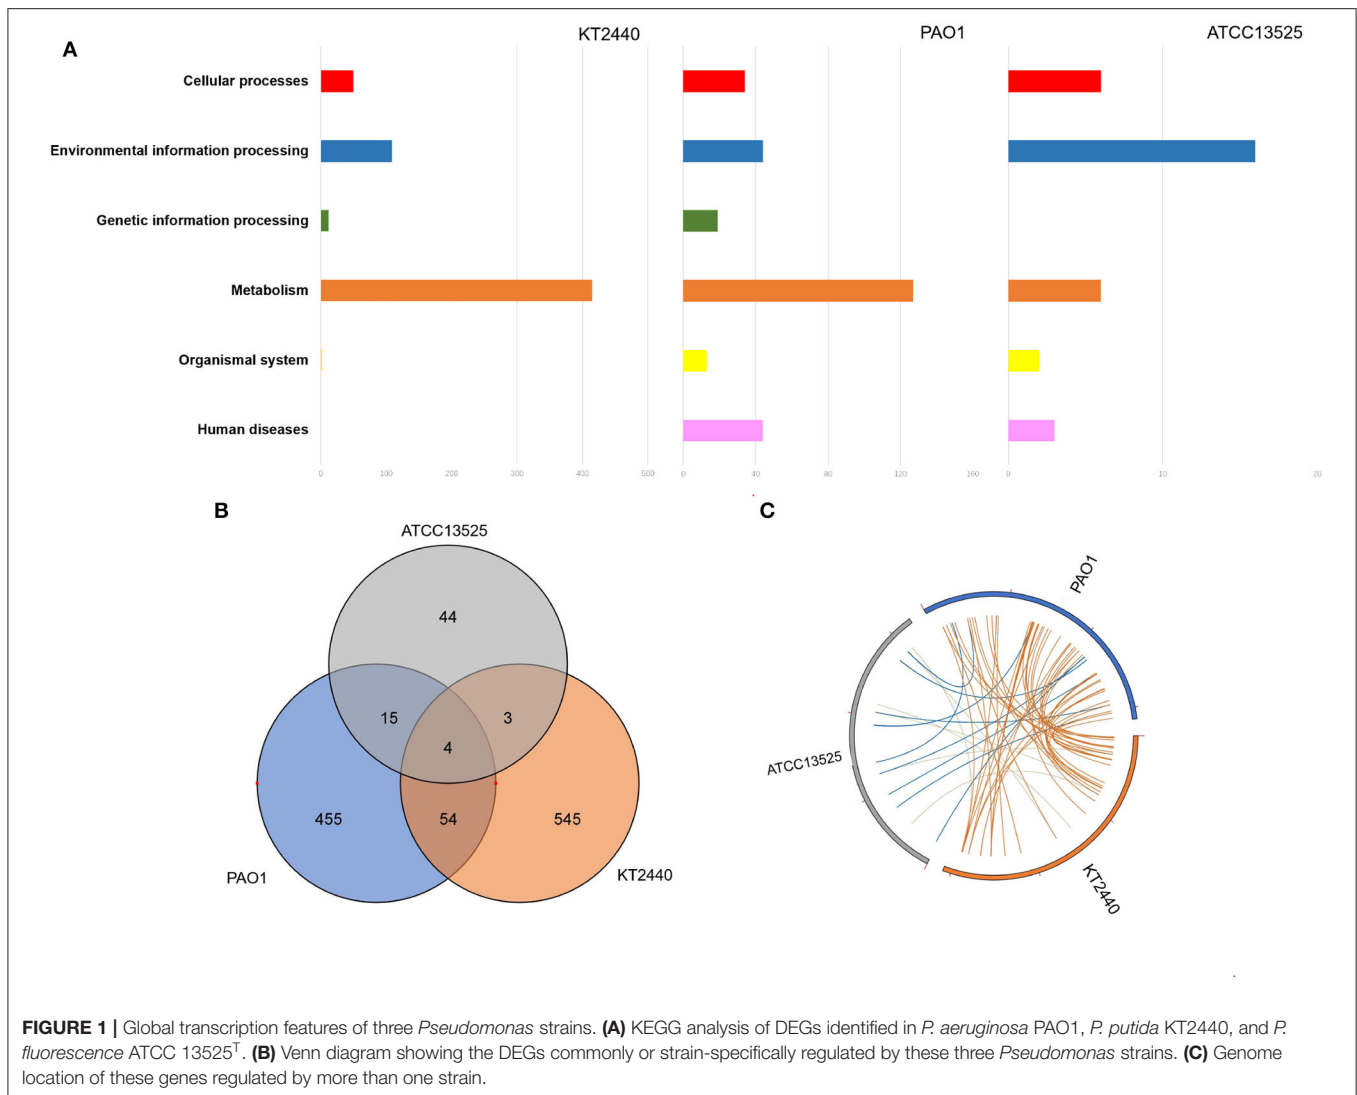 A
KT2440
PAO1
ATCC13525
Cellular processes
Environmental information processing
Genetic information processing
Metabolism
Organismal system
Human diseases
0 100 200 300 400 500 0 40 80 120 160 0 10 20
B
C
ATCC13525
44
15
3
4
455
54
545
PAO1
KT2440
PAO1
ATCC13525
KT2440
FIGURE 1 | Global transcription features of three Pseudomonas strains. (A) KEGG analysis of DEGs identified in P. aeruginosa PAO1, P. putida KT2440, and P.
fluorescence ATCC 13525ᵀ. (B) Venn diagram showing the DEGs commonly or strain-specifically regulated by these three Pseudomonas strains. (C) Genome
location of these genes regulated by more than one strain.